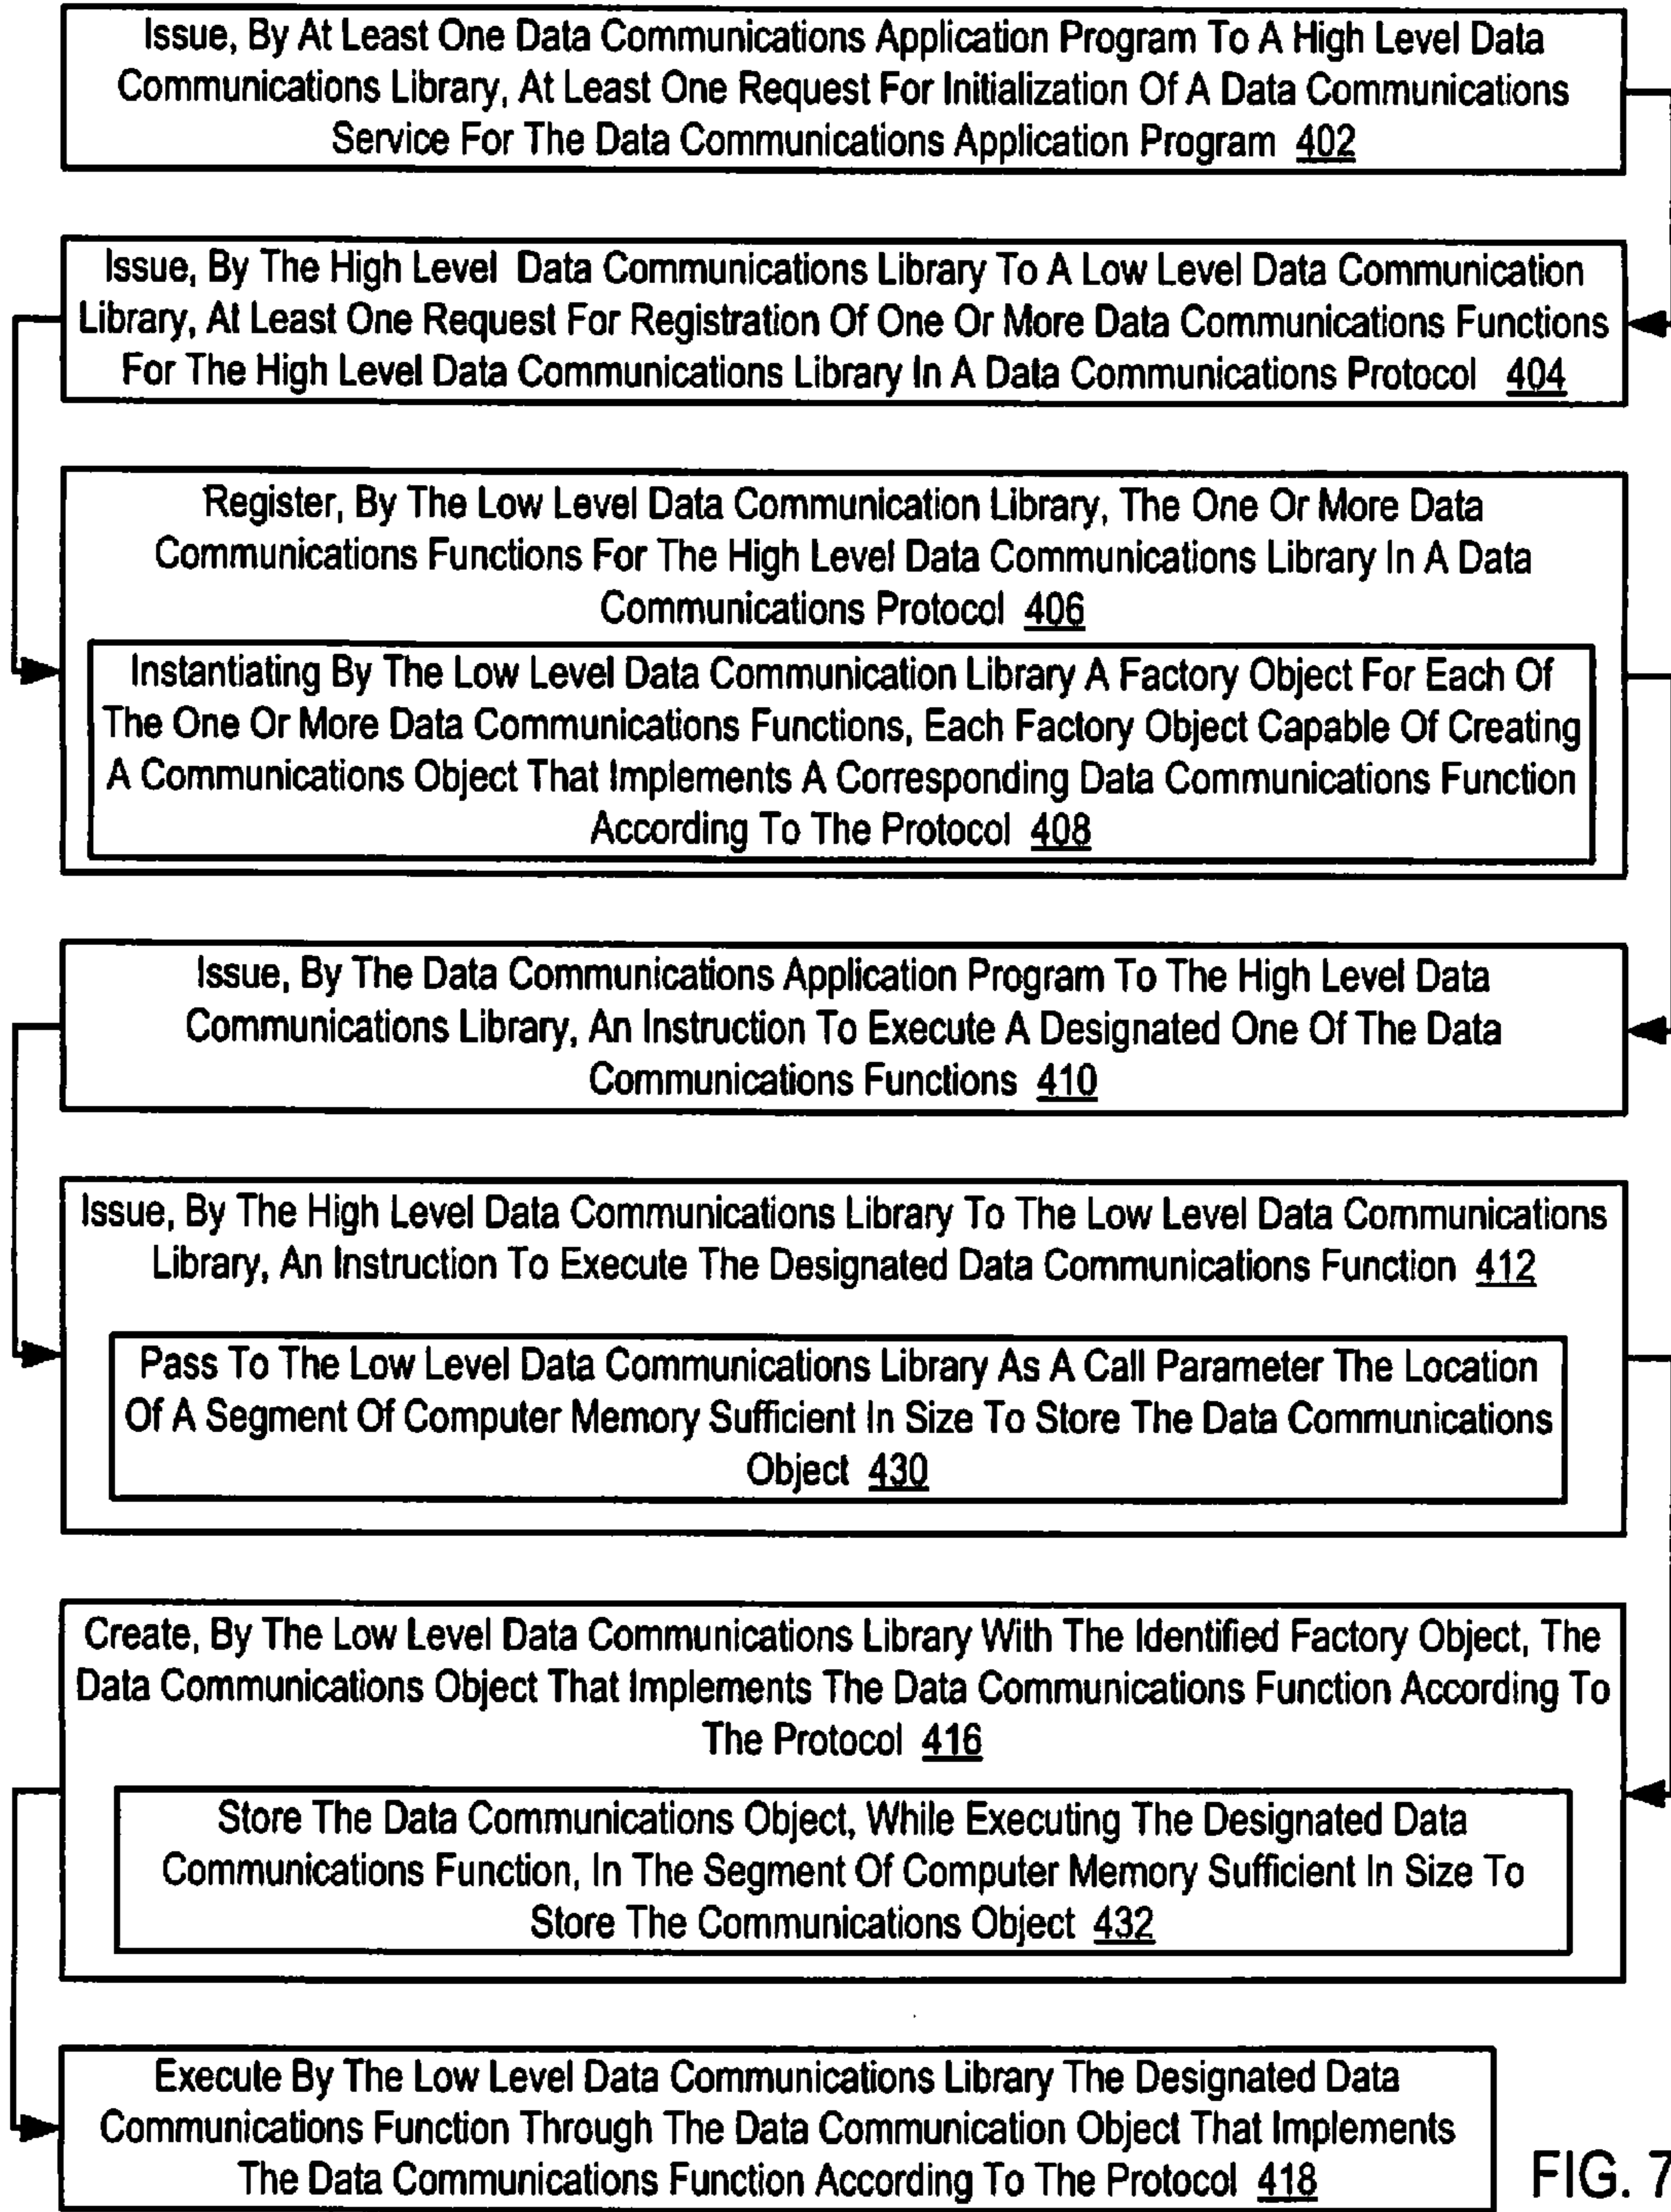 Issue, By At Least One Data Communications Application Program To A High Level Data
Communications Library, At Least One Request For Initialization Of A Data Communications
Service For The Data Communications Application Program 402
Issue, By The High Level Data Communications Library To A Low Level Data Communication
Library, At Least One Request For Registration Of One Or More Data Communications Functions
For The High Level Data Communications Library In A Data Communications Protocol 404
Register, By The Low Level Data Communication Library, The One Or More Data
Communications Functions For The High Level Data Communications Library In A Data
Communications Protocol 406
Instantiating By The Low Level Data Communication Library A Factory Object For Each Of
The One Or More Data Communications Functions, Each Factory Object Capable Of Creating
A Communications Object That Implements A Corresponding Data Communications Function
According To The Protocol 408
Issue, By The Data Communications Application Program To The High Level Data
Communications Library, An Instruction To Execute A Designated One Of The Data
Communications Functions 410
Issue, By The High Level Data Communications Library To The Low Level Data Communications
Library, An Instruction To Execute The Designated Data Communications Function 412
Pass To The Low Level Data Communications Library As A Call Parameter The Location
Of A Segment Of Computer Memory Sufficient In Size To Store The Data Communications
Object 430
Create, By The Low Level Data Communications Library With The Identified Factory Object, The
Data Communications Object That Implements The Data Communications Function According To
The Protocol 416
Store The Data Communications Object, While Executing The Designated Data
Communications Function, In The Segment Of Computer Memory Sufficient In Size To
Store The Communications Object 432
Execute By The Low Level Data Communications Library The Designated Data
Communications Function Through The Data Communication Object That Implements
The Data Communications Function According To The Protocol 418
FIG. 7